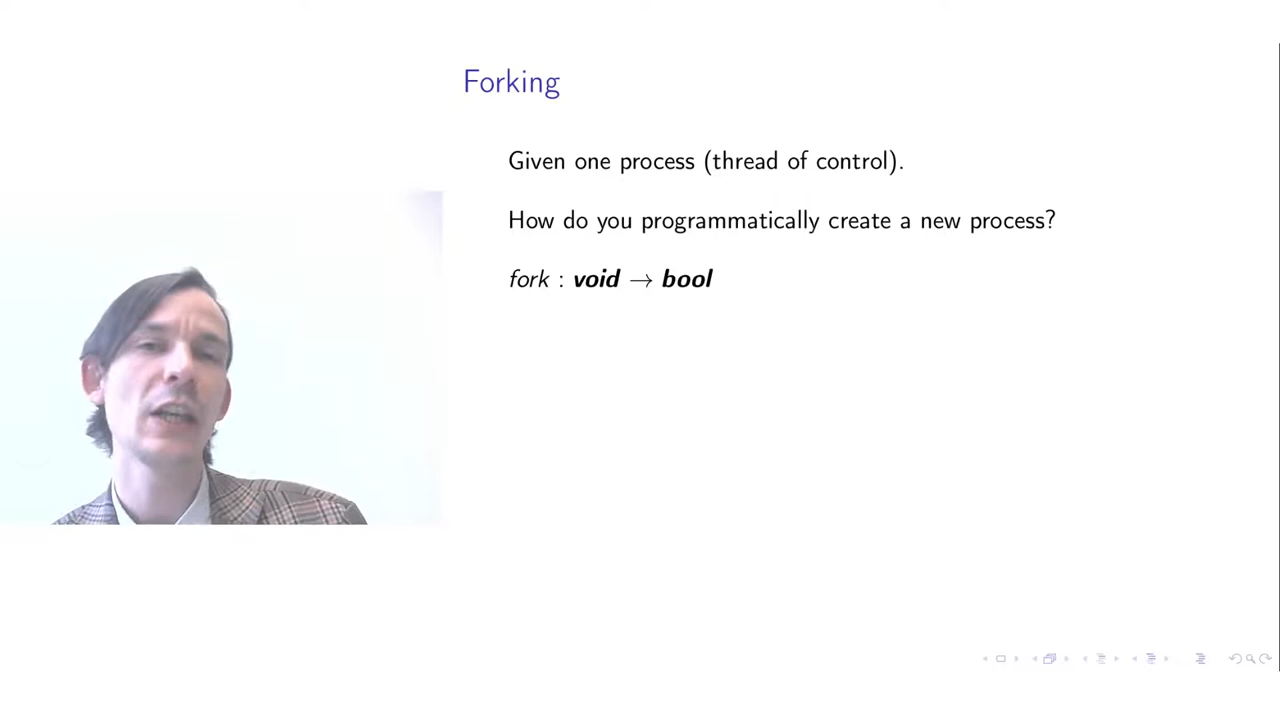 Forking
Given one process (thread of control).
How do you programmatically create a new process?
fork : void → bool